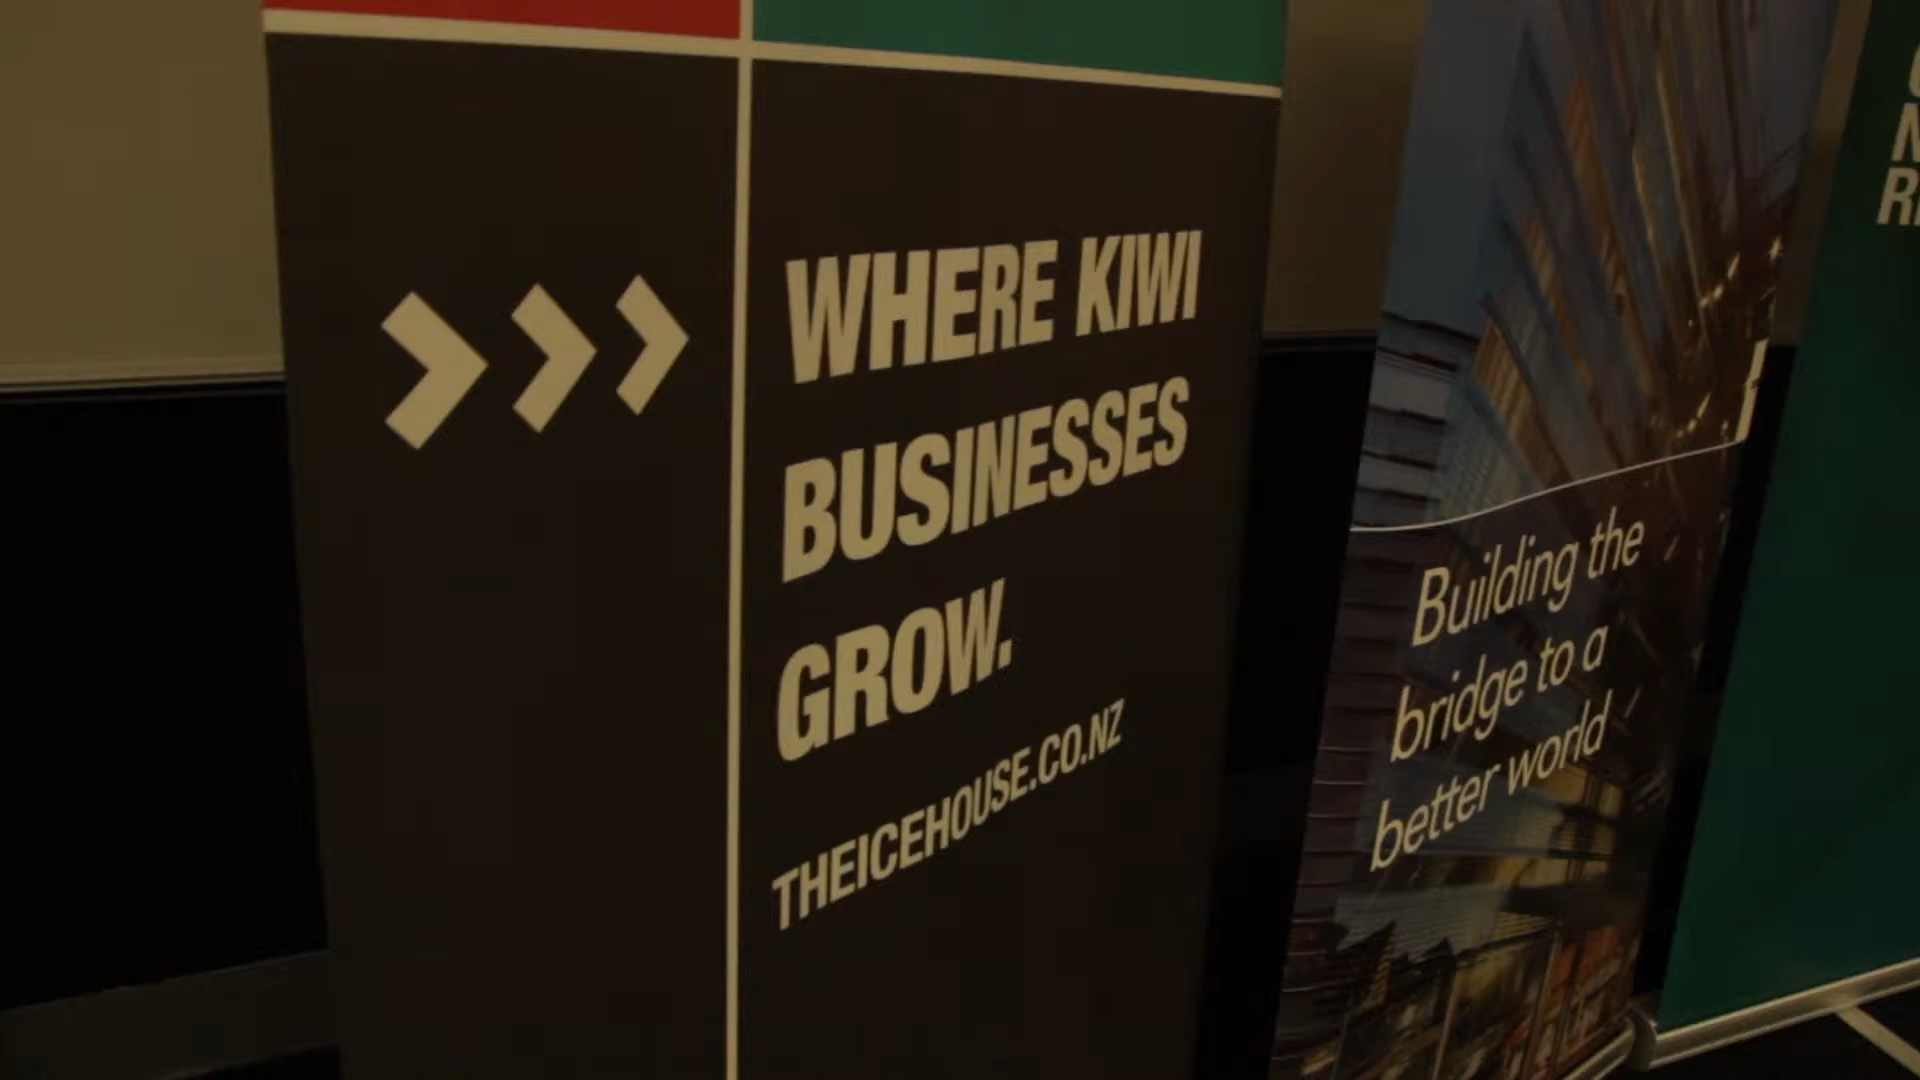 WHERE KIWI
BUSINESSES
GROW.
THEICEHOUSE.CO.NZ
Building the
bridge to a
better world